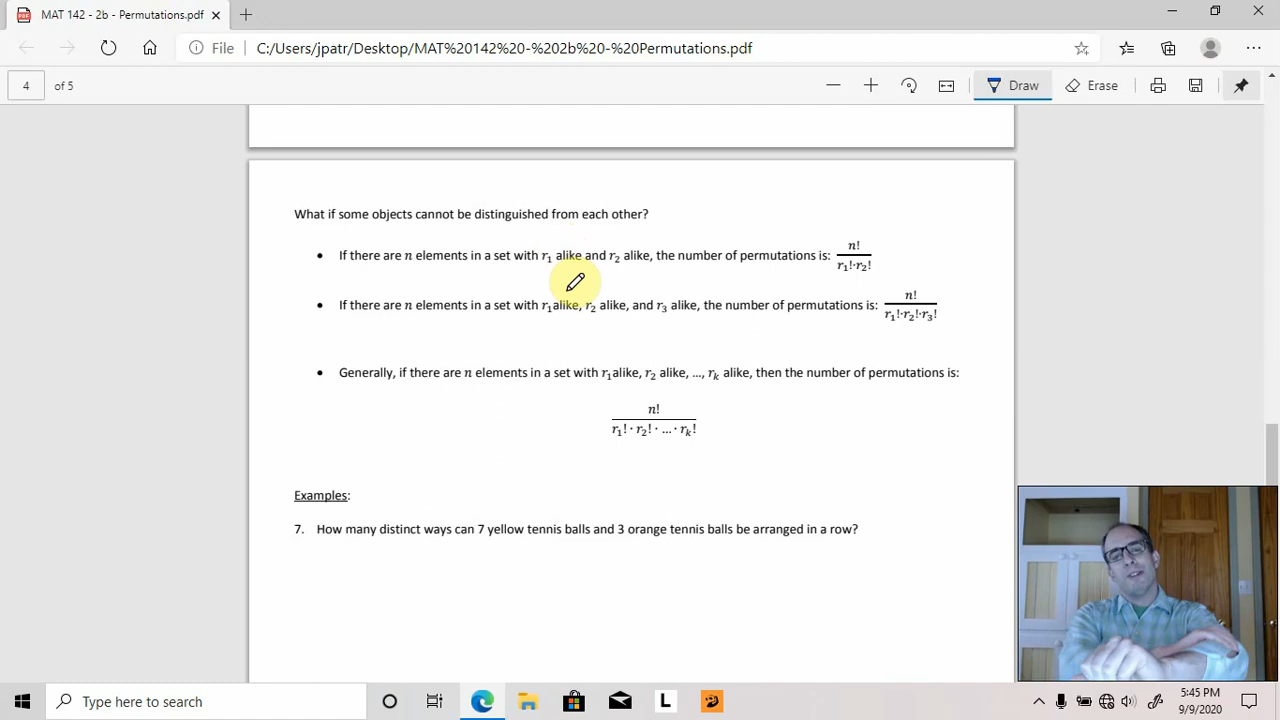 MAT 142 - 2b - Permutations.pdf
File C:/Users/jpatr/Desktop/MAT%20142%20-%202b%20-%20Permutations.pdf
4 of 5 Draw Erase
What if some objects cannot be distinguished from each other?
• If there are n elements in a set with r₁ alike and r₂ alike, the number of permutations is: n!/(r₁!·r₂!)
• If there are n elements in a set with r₁alike, r₂ alike, and r₃ alike, the number of permutations is: n!/(r₁!·r₂!·r₃!)
• Generally, if there are n elements in a set with r₁alike, r₂ alike, ..., rₖ alike, then the number of permutations is:
n!
r₁! · r₂! · … · rₖ!
Examples:
7. How many distinct ways can 7 yellow tennis balls and 3 orange tennis balls be arranged in a row?
Type here to search
L
5:45 PM
9/9/2020